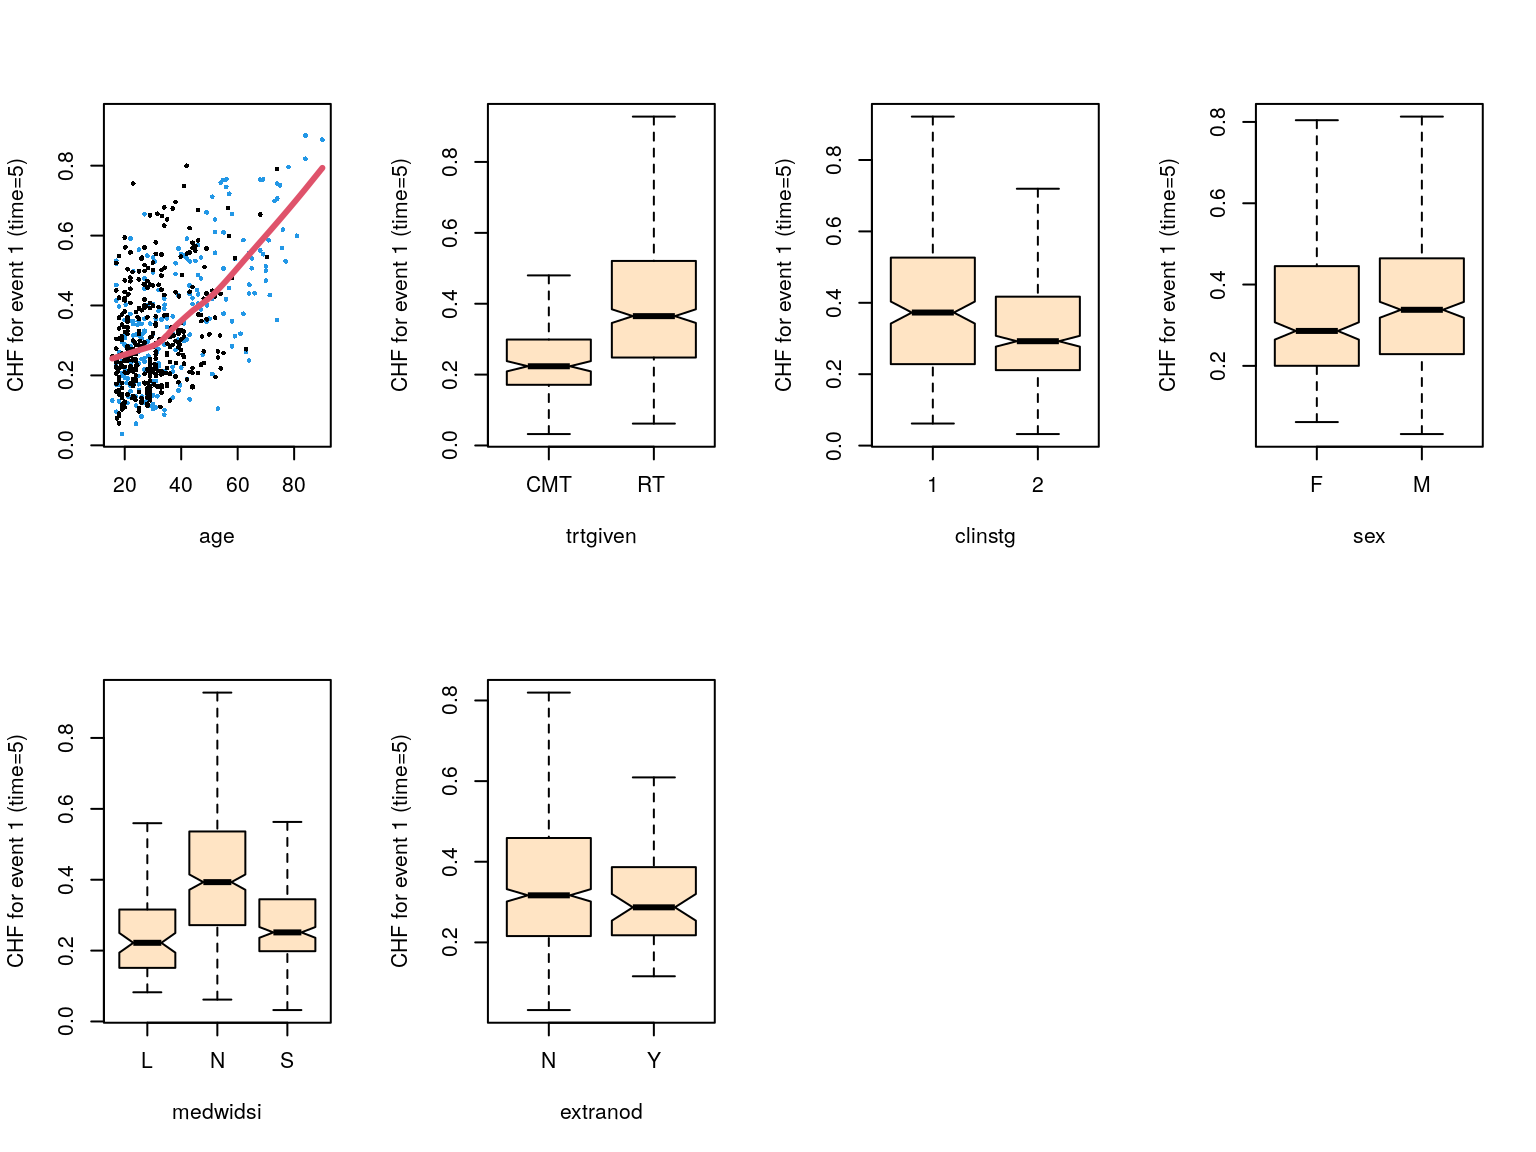 CHF for event 1 (time=5)
0.0 0.2 0.4 0.6 0.8
20 40 60 80
age
CHF for event 1 (time=5)
0.0 0.2 0.4 0.6 0.8
CMT RT
trtgiven
CHF for event 1 (time=5)
0.0 0.2 0.4 0.6 0.8
1 2
clinstg
CHF for event 1 (time=5)
0.2 0.4 0.6 0.8
F M
sex
CHF for event 1 (time=5)
0.0 0.2 0.4 0.6 0.8
L N S
medwidsi
CHF for event 1 (time=5)
0.2 0.4 0.6 0.8
N Y
extranod